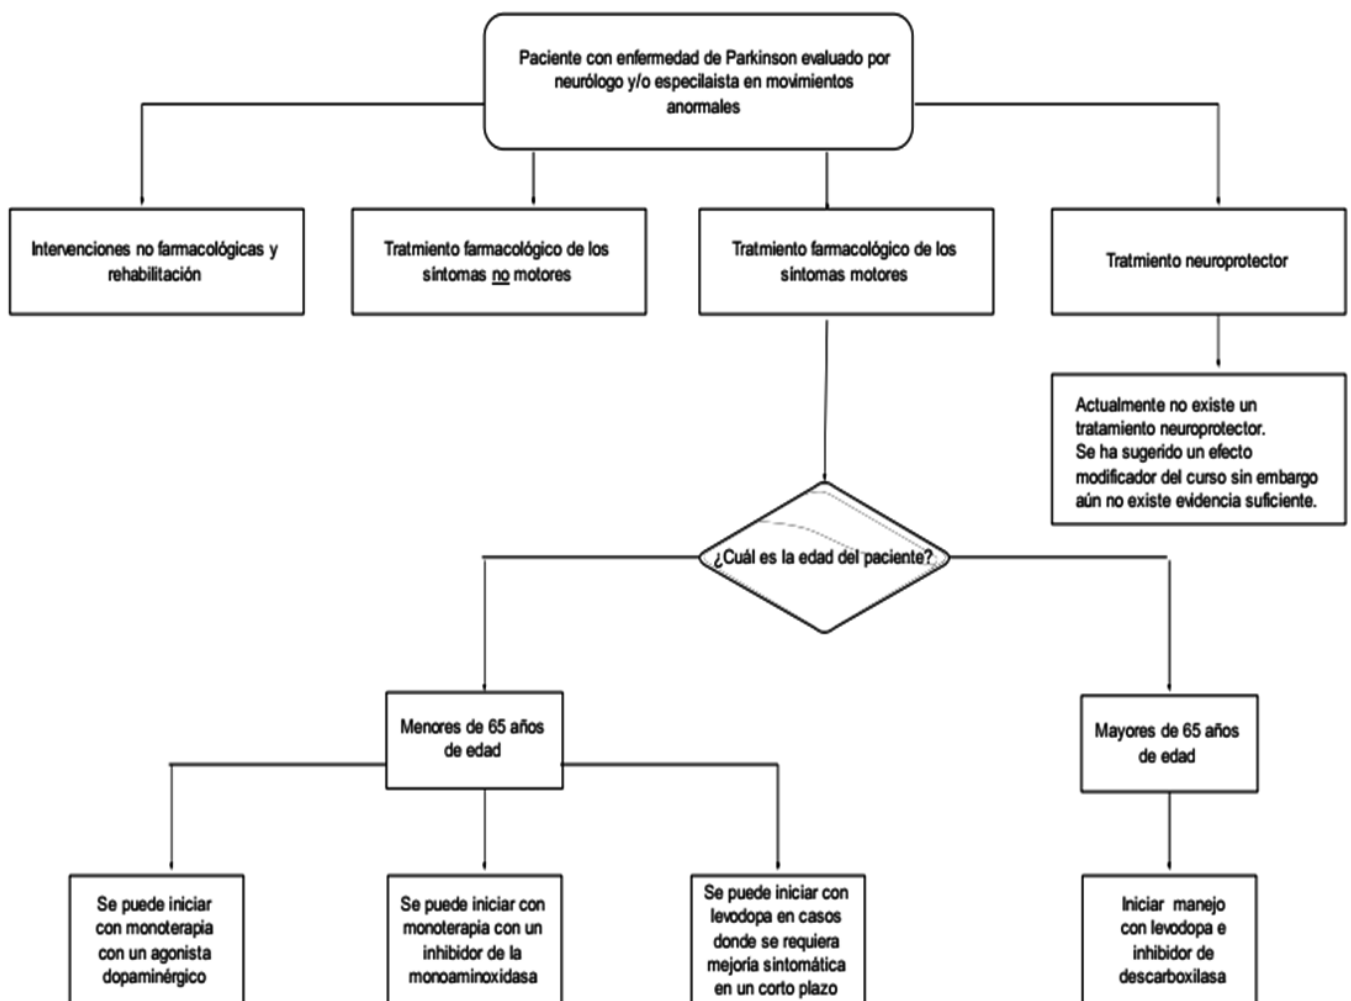 Paciente con enfermedad de Parkinson evaluado por
neurólogo y/o especilaista en movimientos
anormales
Intervenciones no farmacológicas y
rehabilitación
Tratmiento farmacológico de los
síntomas no motores
Tratmiento farmacológico de los
síntomas motores
Tratmiento neuroprotector
Actualmente no existe un
tratamiento neuroprotector.
Se ha sugerido un efecto
modificador del curso sin embargo
aún no existe evidencia suficiente.
¿Cuál es la edad del paciente?
Menores de 65 años
de edad
Mayores de 65 años
de edad
Se puede iniciar
con monoterapia
con un agonista
dopaminérgico
Se puede iniciar con
monoterapia con un
inhibidor de la
monoaminoxidasa
Se puede iniciar con
levodopa en casos
donde se requiera
mejoría sintomática
en un corto plazo
Iniciar manejo
con levodopa e
inhibidor de
descarboxilasa